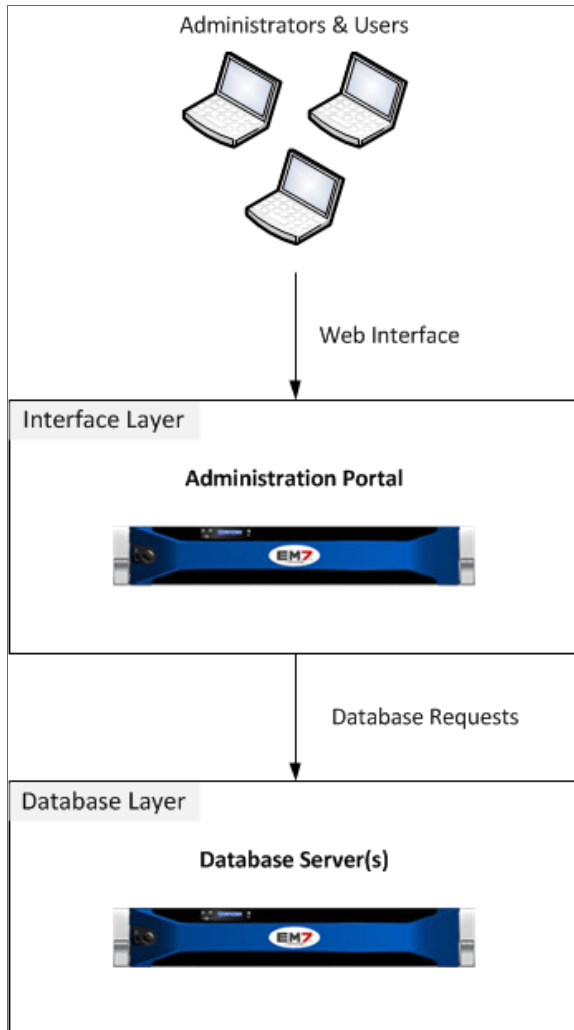 Administrators & Users
Web Interface
Interface Layer
Administration Portal
EM7
Database Requests
Database Layer
Database Server(s)
EM7